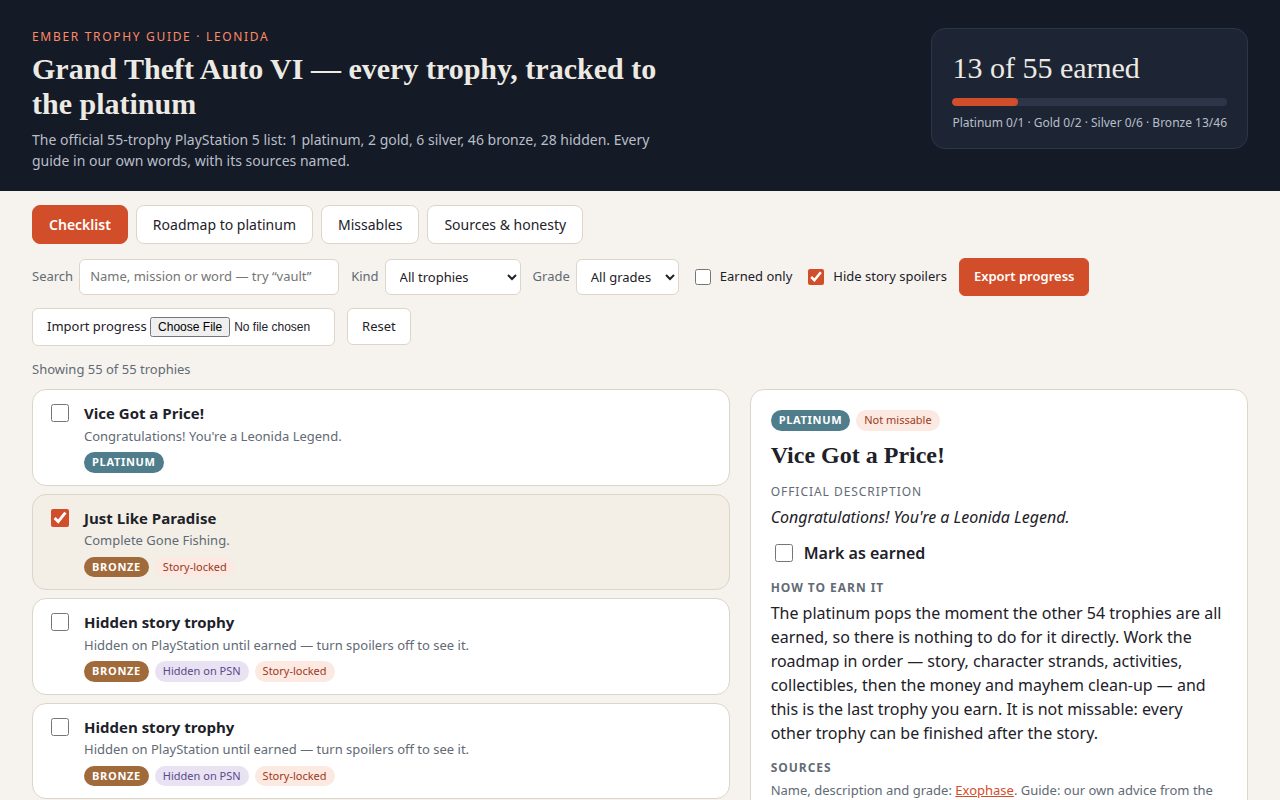 EMBER TROPHY GUIDE · LEONIDA
Grand Theft Auto VI — every trophy, tracked to
the platinum
The official 55-trophy PlayStation 5 list: 1 platinum, 2 gold, 6 silver, 46 bronze, 28 hidden. Every
guide in our own words, with its sources named.
13 of 55 earned
Platinum 0/1 · Gold 0/2 · Silver 0/6 · Bronze 13/46
Checklist
Roadmap to platinum
Missables
Sources & honesty
Search
Name, mission or word — try “vault”
Kind
All trophies
Grade
All grades
Earned only
Hide story spoilers
Export progress
Import progress
Choose File
No file chosen
Reset
Showing 55 of 55 trophies
Vice Got a Price!
Congratulations! You're a Leonida Legend.
PLATINUM
Just Like Paradise
Complete Gone Fishing.
BRONZE
Story-locked
Hidden story trophy
Hidden on PlayStation until earned — turn spoilers off to see it.
BRONZE
Hidden on PSN
Story-locked
Hidden story trophy
Hidden on PlayStation until earned — turn spoilers off to see it.
BRONZE
Hidden on PSN
Story-locked
PLATINUM
Not missable
Vice Got a Price!
OFFICIAL DESCRIPTION
Congratulations! You're a Leonida Legend.
Mark as earned
HOW TO EARN IT
The platinum pops the moment the other 54 trophies are all
earned, so there is nothing to do for it directly. Work the
roadmap in order — story, character strands, activities,
collectibles, then the money and mayhem clean-up — and
this is the last trophy you earn. It is not missable: every
other trophy can be finished after the story.
SOURCES
Name, description and grade: Exophase. Guide: our own advice from the